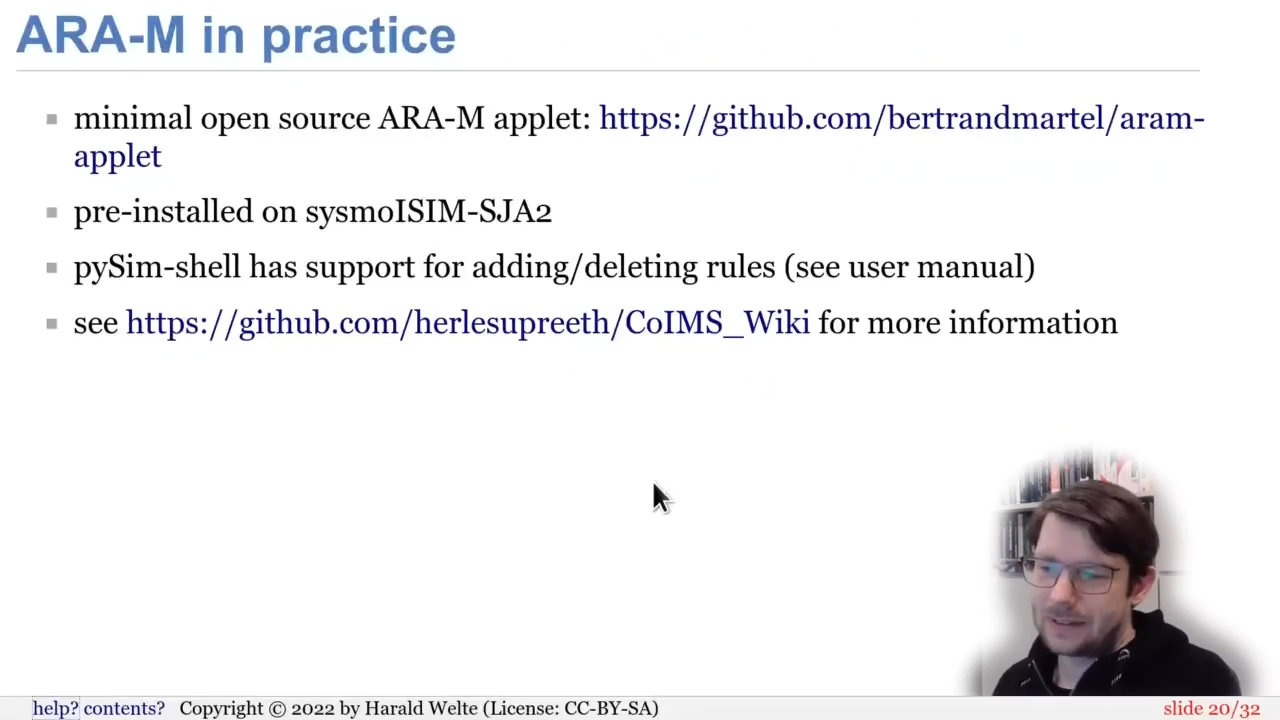 ARA-M in practice
minimal open source ARA-M applet: https://github.com/bertrandmartel/aram-
applet
pre-installed on sysmoISIM-SJA2
pySim-shell has support for adding/deleting rules (see user manual)
see https://github.com/herlesupreeth/CoIMS_Wiki for more information
help? contents? Copyright © 2022 by Harald Welte (License: CC-BY-SA) slide 20/32